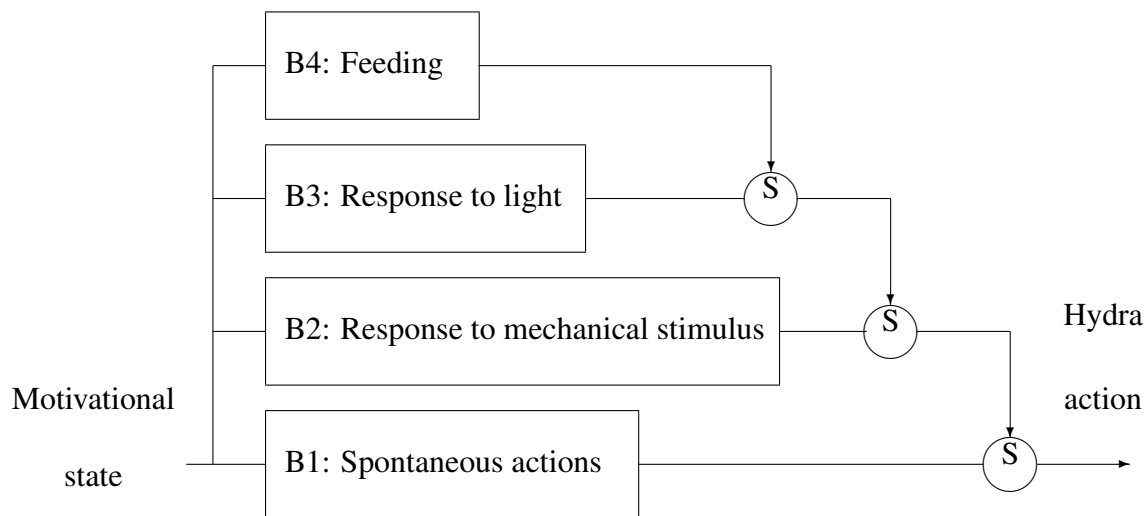 B4: Feeding
S
B3: Response to light
S
B2: Response to mechanical stimulus
Hydra
action
Motivational
state
B1: Spontaneous actions
S